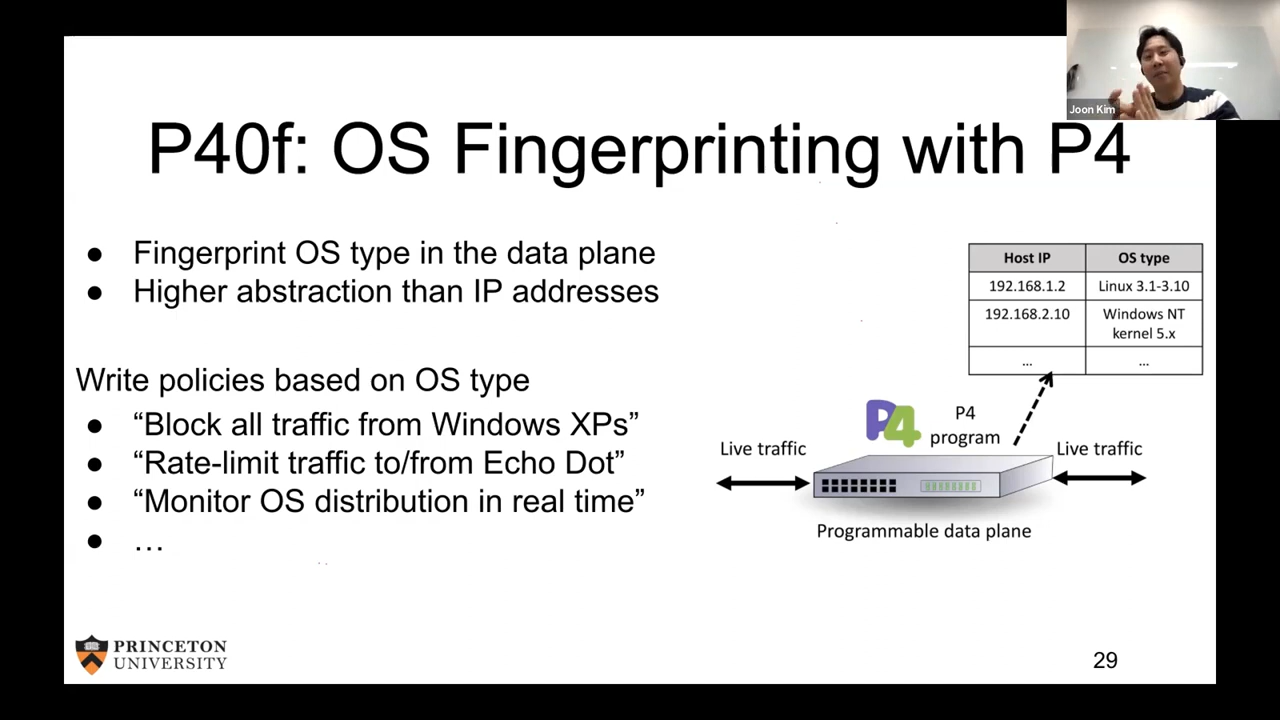 Joon Kim
P40f: OS Fingerprinting with P4
● Fingerprint OS type in the data plane
● Higher abstraction than IP addresses
Write policies based on OS type
● “Block all traffic from Windows XPs”
● “Rate-limit traffic to/from Echo Dot”
● “Monitor OS distribution in real time”
● …
Host IP OS type
192.168.1.2 Linux 3.1-3.10
192.168.2.10 Windows NT
kernel 5.x
... ...
P4
P4
program
Live traffic
Live traffic
Programmable data plane
PRINCETON
UNIVERSITY
29